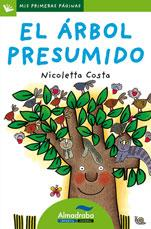 MIS PRIMERAS PÁGINAS
EL ÁRBOL
PRESUMIDO
Nicoletta Costa
Almadraba